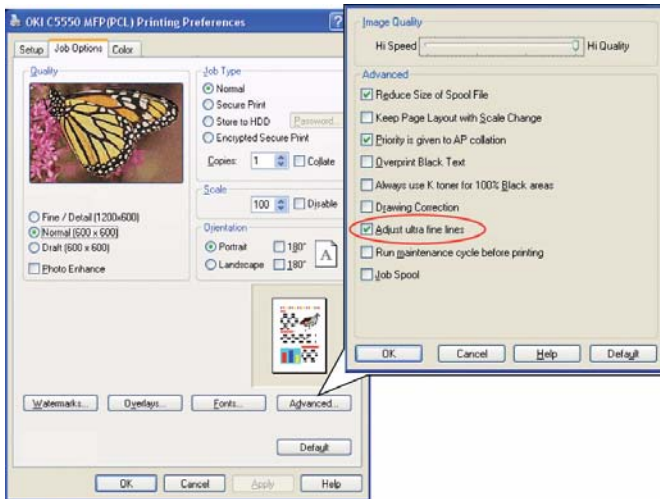 OKI C5550 MFP(PCL) Printing Preferences
?
Setup Job Options Color
Quality
Fine / Detail (1200x600)
Normal (600 x 600)
Draft (600 x 600)
Photo Enhance
Job Type
Normal
Secure Print
Store to HDD Password...
Encrypted Secure Print
Copies: 1 Collate
Scale
100 Disable
Orientation
Portrait 180°
Landscape 180°
A
Watermarks... Overlays... Fonts... Advanced...
Default
OK Cancel Apply Help
Image Quality
Hi Speed Hi Quality
Advanced
Reduce Size of Spool File
Keep Page Layout with Scale Change
Priority is given to AP collation
Overprint Black Text
Always use K toner for 100% Black areas
Drawing Correction
Adjust ultra fine lines
Run maintenance cycle before printing
Job Spool
OK Cancel Help Default